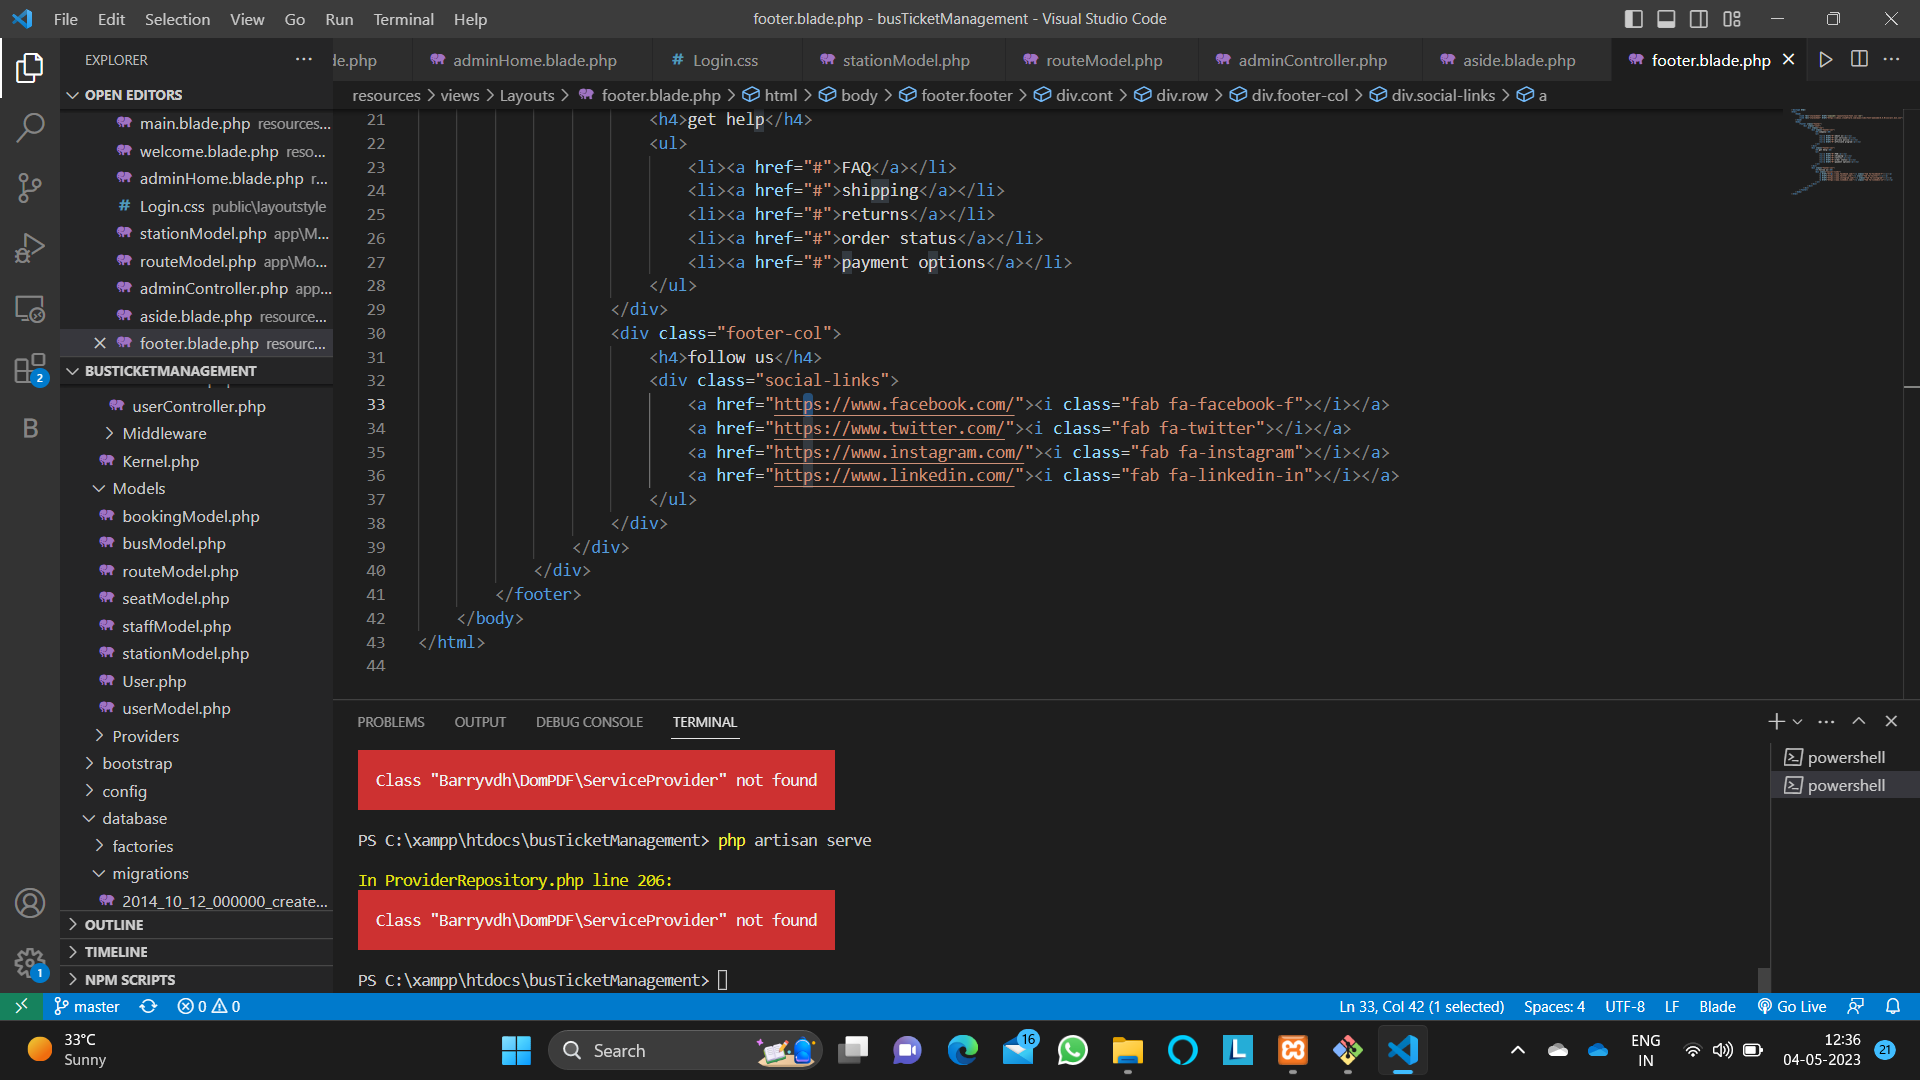 File Edit Selection View Go Run Terminal Help
footer.blade.php - busTicketManagement - Visual Studio Code
EXPLORER
de.php
adminHome.blade.php
# Login.css
stationModel.php
routeModel.php
adminController.php
aside.blade.php
footer.blade.php
resources > views > Layouts > footer.blade.php > html > body > footer.footer > div.cont > div.row > div.footer-col > div.social-links > a
OPEN EDITORS
main.blade.php resources...
welcome.blade.php reso...
adminHome.blade.php r...
# Login.css public\layoutstyle
stationModel.php app\M...
routeModel.php app\Mo...
adminController.php app...
aside.blade.php resource...
footer.blade.php resourc...
BUSTICKETMANAGEMENT
userController.php
Middleware
Kernel.php
Models
bookingModel.php
busModel.php
routeModel.php
seatModel.php
staffModel.php
stationModel.php
User.php
userModel.php
Providers
bootstrap
config
database
factories
migrations
2014_10_12_000000_create...
OUTLINE
TIMELINE
NPM SCRIPTS
2
B
1
21 <h4>get help</h4>
22 <ul>
23 <li><a href="#">FAQ</a></li>
24 <li><a href="#">shipping</a></li>
25 <li><a href="#">returns</a></li>
26 <li><a href="#">order status</a></li>
27 <li><a href="#">payment options</a></li>
28 </ul>
29 </div>
30 <div class="footer-col">
31 <h4>follow us</h4>
32 <div class="social-links">
33 <a href="https://www.facebook.com/"><i class="fab fa-facebook-f"></i></a>
34 <a href="https://www.twitter.com/"><i class="fab fa-twitter"></i></a>
35 <a href="https://www.instagram.com/"><i class="fab fa-instagram"></i></a>
36 <a href="https://www.linkedin.com/"><i class="fab fa-linkedin-in"></i></a>
37 </ul>
38 </div>
39 </div>
40 </div>
41 </footer>
42 </body>
43 </html>
44
PROBLEMS OUTPUT DEBUG CONSOLE TERMINAL
Class "Barryvdh\DomPDF\ServiceProvider" not found
PS C:\xampp\htdocs\busTicketManagement> php artisan serve
In ProviderRepository.php line 206:
Class "Barryvdh\DomPDF\ServiceProvider" not found
PS C:\xampp\htdocs\busTicketManagement>
powershell
powershell
master 0 0
Ln 33, Col 42 (1 selected) Spaces: 4 UTF-8 LF Blade Go Live
33°C
Sunny
Search
16
L
ENG
IN
12:36
04-05-2023
21